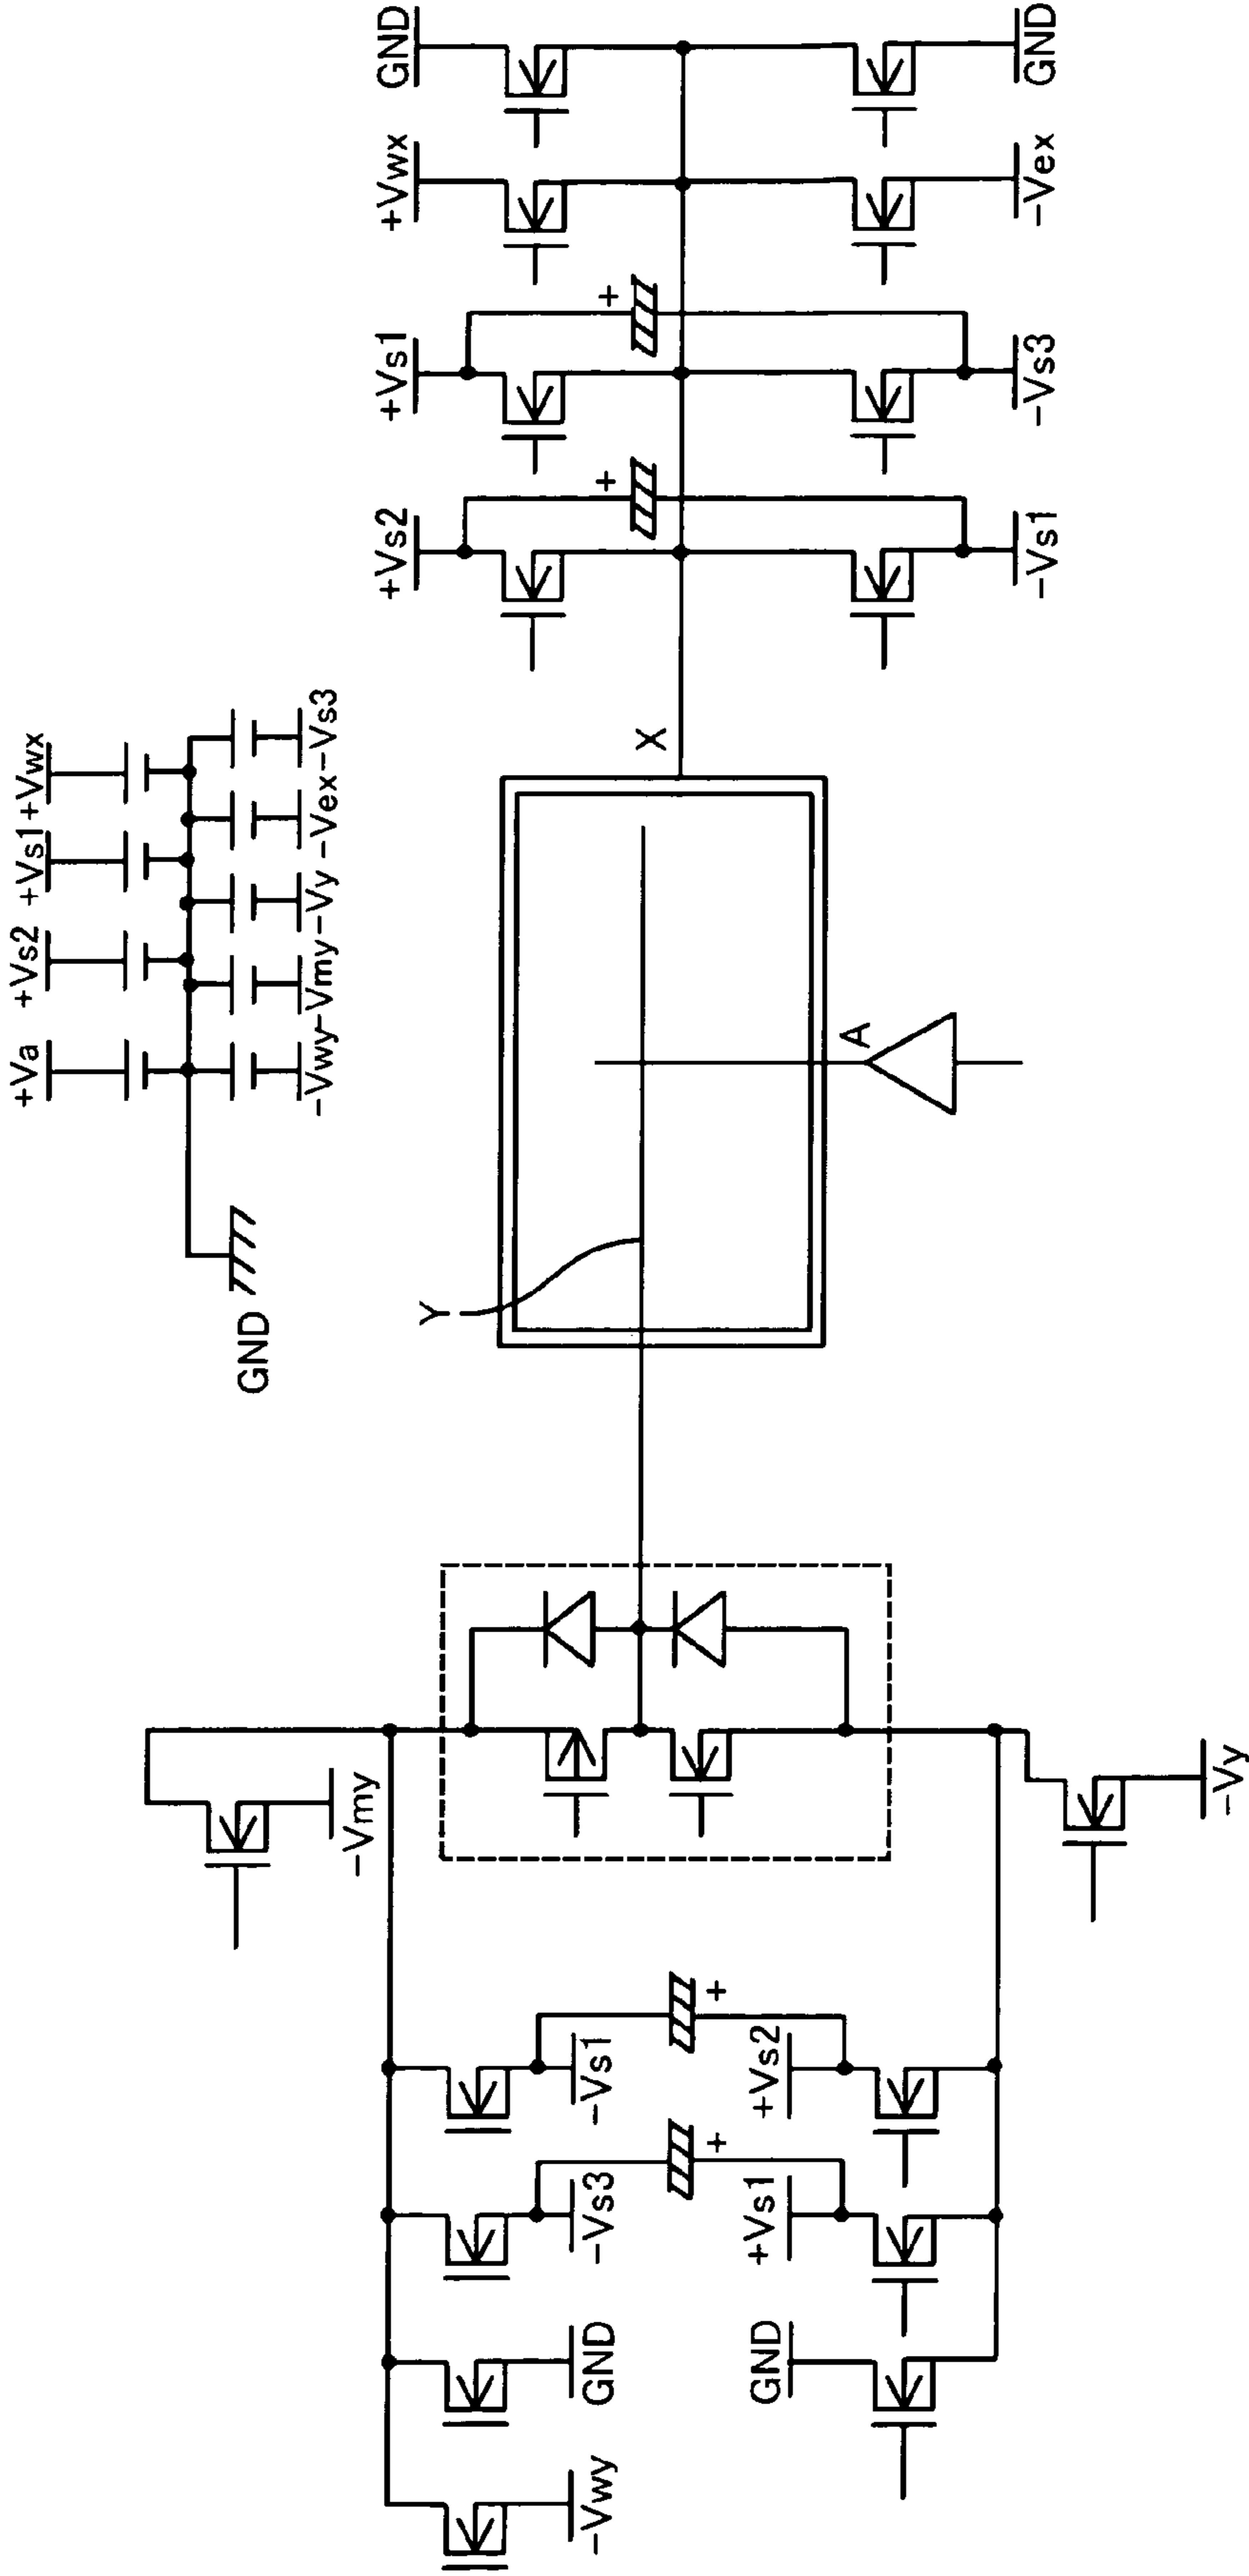 +Va +Vs2 +Vs1 +Vwx
GND
-Vwy -Vmy -Vy -Vex -Vs3
-Vmy
Y
+Vs2 +Vs1 +Vwx GND
-Vwy GND -Vs3 -Vs1
+ +
X
+ +
GND +Vs1 +Vs2
A
-Vs1 -Vs3 -Vex GND
-Vy